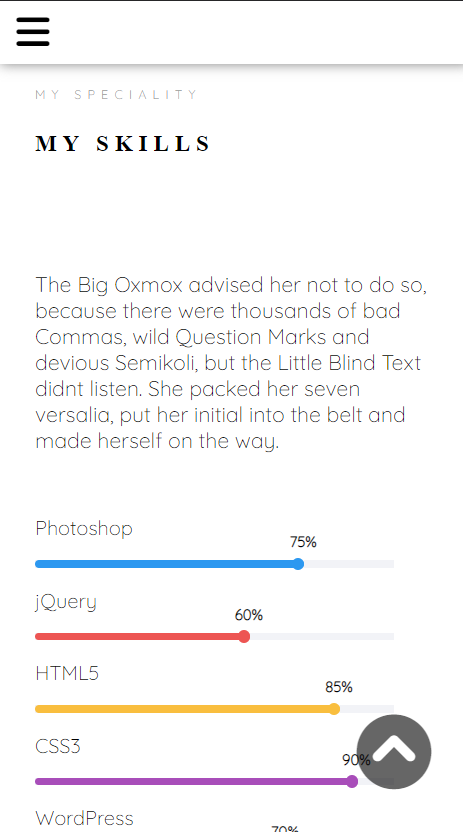 MY SPECIALITY
MY SKILLS
The Big Oxmox advised her not to do so,
because there were thousands of bad
Commas, wild Question Marks and
devious Semikoli, but the Little Blind Text
didnt listen. She packed her seven
versalia, put her initial into the belt and
made herself on the way.
Photoshop
75%
jQuery
60%
HTML5
85%
CSS3
90%
WordPress
70%